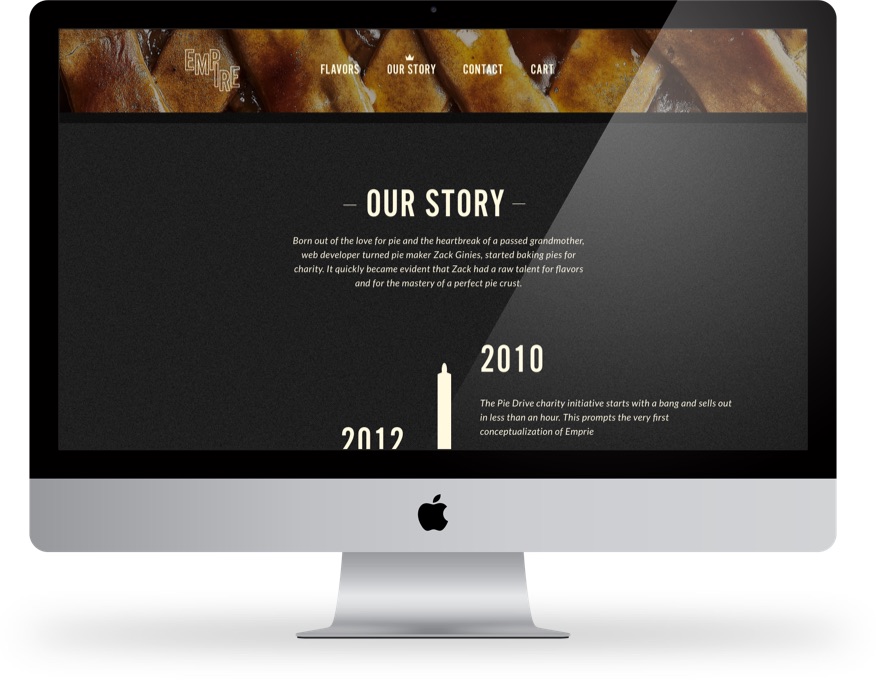 EMPIRE
FLAVORS OUR STORY CONTACT CART
– OUR STORY –
Born out of the love for pie and the heartbreak of a passed grandmother,
web developer turned pie maker Zack Ginies, started baking pies for
charity. It quickly became evident that Zack had a raw talent for flavors
and for the mastery of a perfect pie crust.
2010
The Pie Drive charity initiative starts with a bang and sells out
in less than an hour. This prompts the very first
conceptualization of Emprie
2012